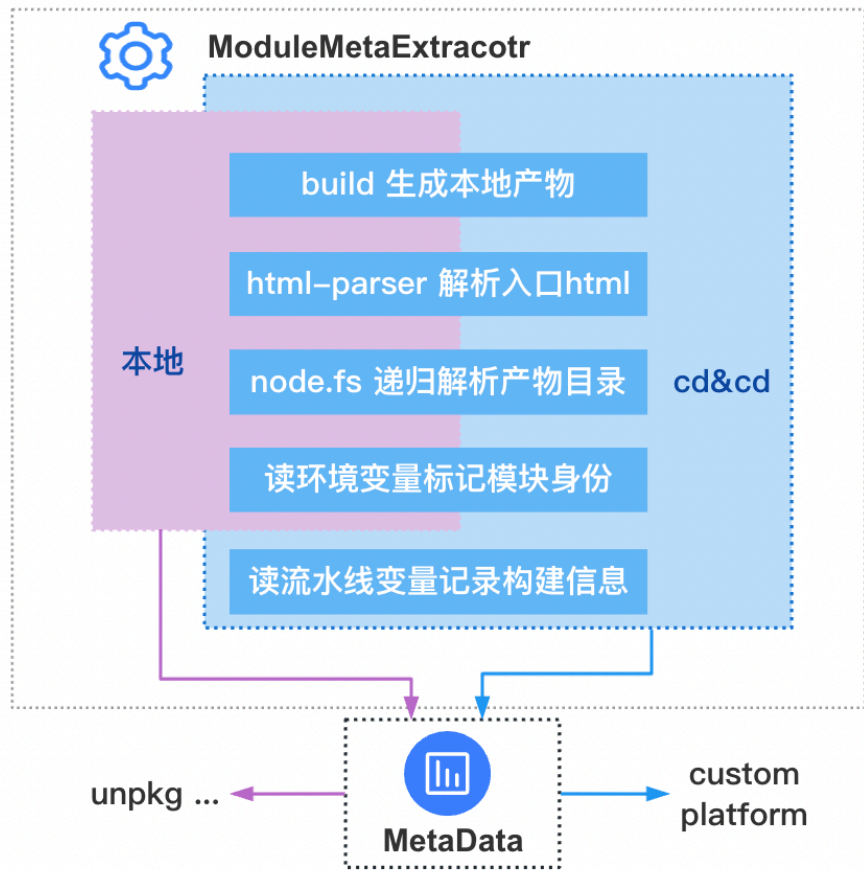 ModuleMetaExtracotr
build 生成本地产物
html-parser 解析入口html
本地
node.fs 递归解析产物目录
cd&cd
读环境变量标记模块身份
读流水线变量记录构建信息
unpkg ...
custom
platform
MetaData